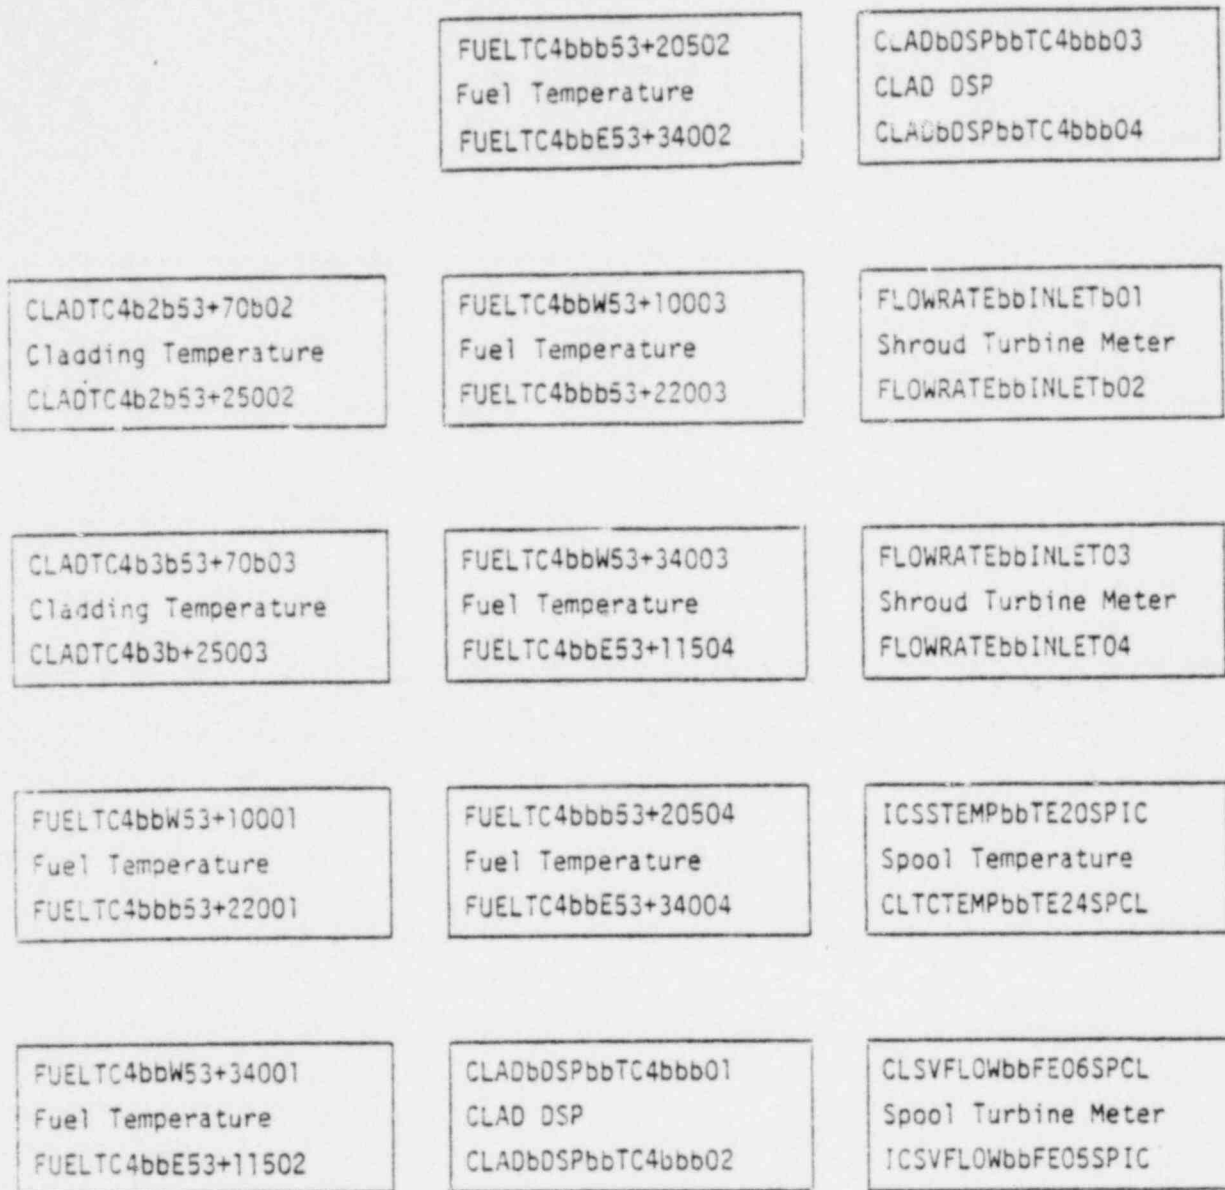 FUELTC4bbb53+20502
Fuel Temperature
FUELTC4bbE53+34002
CLADbDSPbbTC4bbb03
CLAD DSP
CLADbDSPbbTC4bbb04
CLADTC4b2b53+70b02
Cladding Temperature
CLADTC4b2b53+25002
FUELTC4bbW53+10003
Fuel Temperature
FUELTC4bbb53+22003
FLOWRATEbbINLETb01
Shroud Turbine Meter
FLOWRATEbbINLETb02
CLADTC4b3b53+70b03
Cladding Temperature
CLADTC4b3b+25003
FUELTC4bbW53+34003
Fuel Temperature
FUELTC4bbE53+11504
FLOWRATEbbINLET03
Shroud Turbine Meter
FLOWRATEbbINLET04
FUELTC4bbW53+10001
Fuel Temperature
FUELTC4bbb53+22001
FUELTC4bbb53+20504
Fuel Temperature
FUELTC4bbE53+34004
ICSSTEMPbbTE20SPIC
Spool Temperature
CLTCTEMPbbTE24SPCL
FUELTC4bbW53+34001
Fuel Temperature
FUELTC4bbE53+11502
CLADbDSPbbTC4bbb01
CLAD DSP
CLADbDSPbbTC4bbb02
CLSVFLOWbbFE06SPCL
Spool Turbine Meter
ICSVFLOWbbFE05SPIC